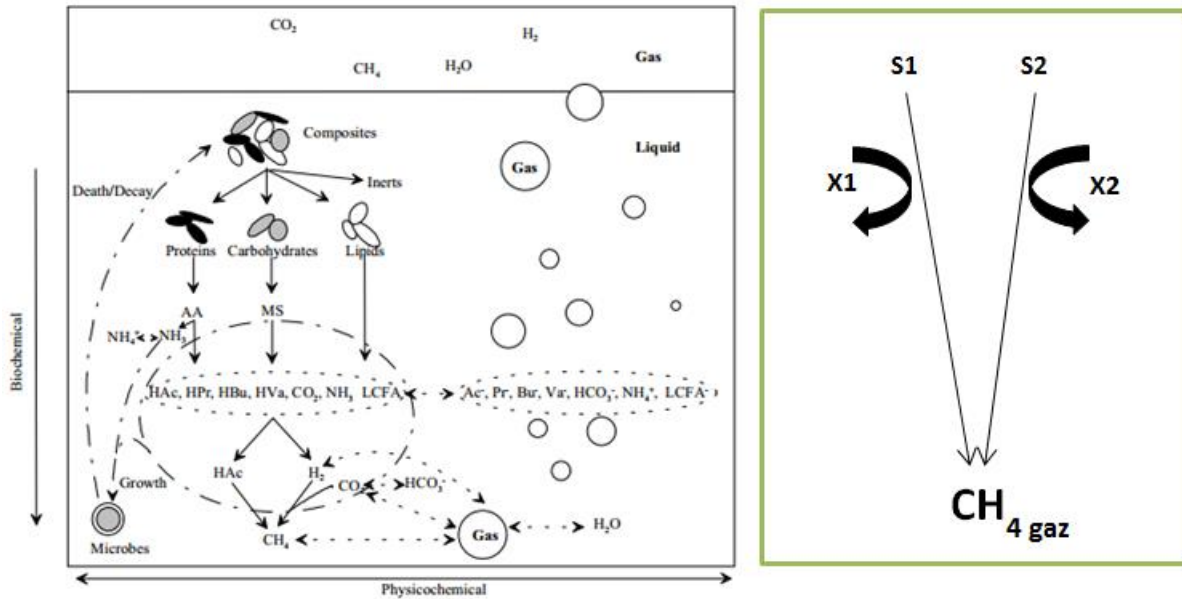 CO₂
H₂
Gas
CH₄
H₂O
Composites
Liquid
Gas
Inerts
Death/Decay
Proteins Carbohydrates Lipids
AA
MS
NH₄⁺ NH₃
HAc, HPr, HBu, HVa, CO₂, NH₃ LCFA,
Ac⁻, Pr⁻, Bu⁻, Va⁻, HCO₃⁻, NH₄⁺, LCFA⁻
HAc
H₂
CO₂
HCO₃⁻
Growth
Microbes
CH₄
Gas
H₂O
Biochemical
Physicochemical
S1
S2
X1
X2
CH₄ gaz